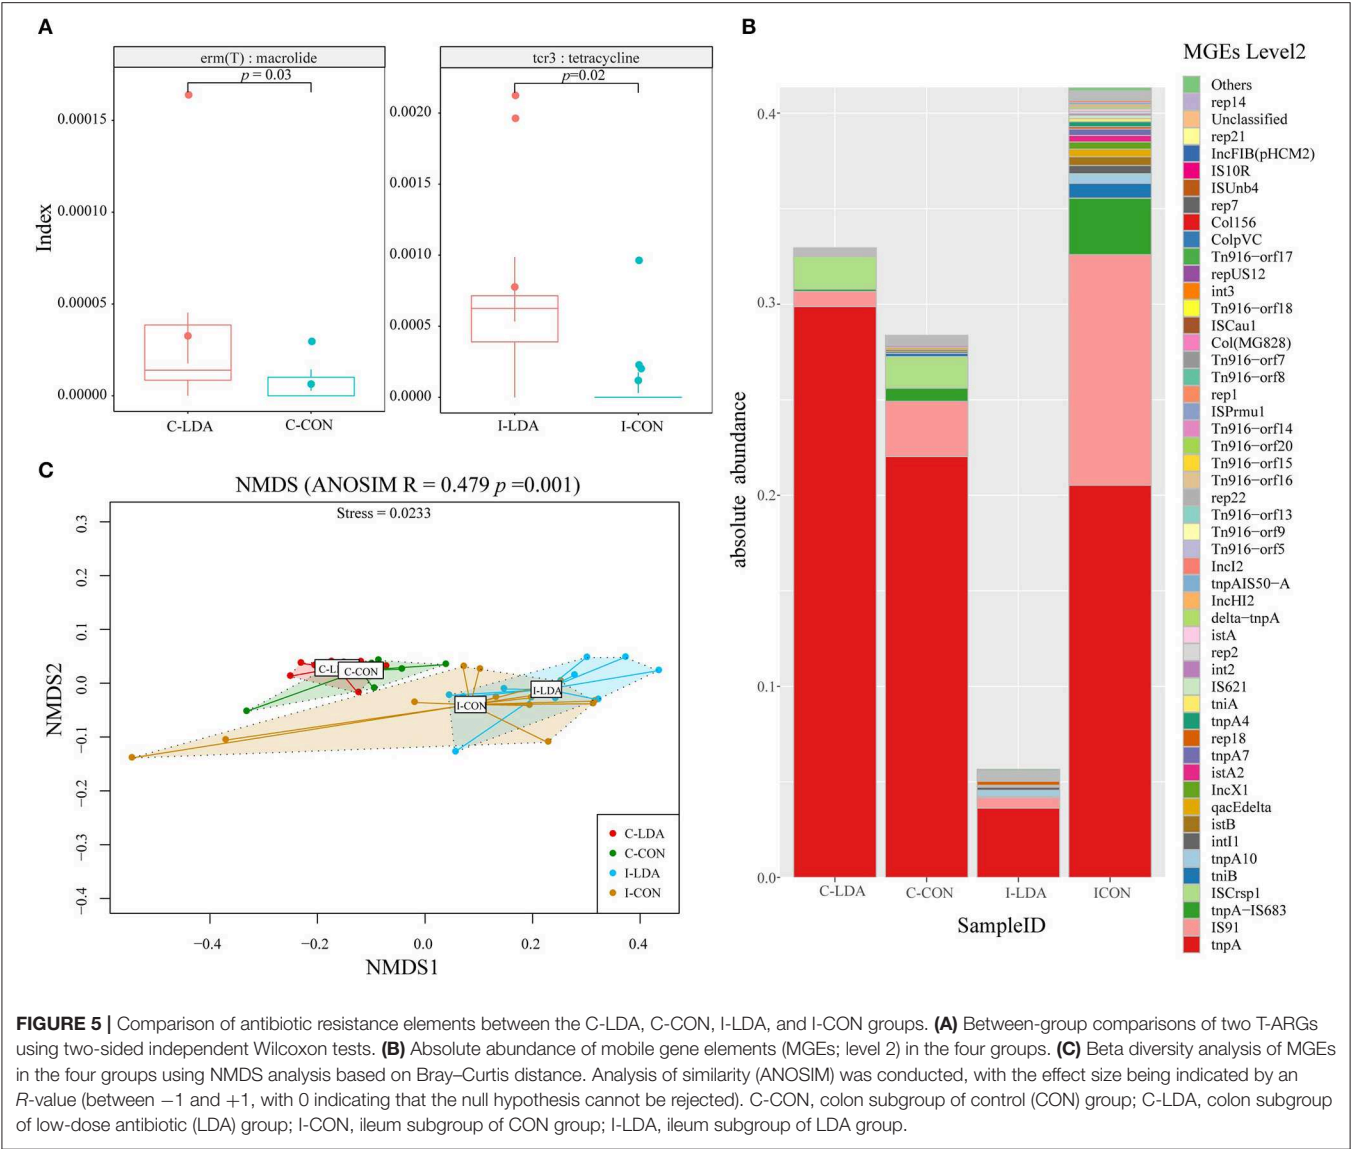 A
erm(T) : macrolide
p = 0.03
Index
0.00015
0.00010
0.00005
0.00000
C-LDA
C-CON
tcr3 : tetracycline
p=0.02
0.0020
0.0015
0.0010
0.0005
0.0000
I-LDA
I-CON
B
absolute abundance
0.4
0.3
0.2
0.1
0.0
C-LDA
C-CON
I-LDA
ICON
SampleID
MGEs Level2
Others
rep14
Unclassified
rep21
IncFIB(pHCM2)
IS10R
ISUnb4
rep7
Col156
ColpVC
Tn916−orf17
repUS12
int3
Tn916−orf18
ISCau1
Col(MG828)
Tn916−orf7
Tn916−orf8
rep1
ISPrmu1
Tn916−orf14
Tn916−orf20
Tn916−orf15
Tn916−orf16
rep22
Tn916−orf13
Tn916−orf9
Tn916−orf5
IncI2
tnpAIS50−A
IncHI2
delta−tnpA
istA
rep2
int2
IS621
tniA
tnpA4
rep18
tnpA7
istA2
IncX1
qacEdelta
istB
intI1
tnpA10
tniB
ISCrsp1
tnpA−IS683
IS91
tnpA
C
NMDS (ANOSIM R = 0.479 p =0.001)
Stress = 0.0233
NMDS2
0.3
0.2
0.1
0.0
−0.1
−0.2
−0.3
−0.4
C-L
C-CON
I-LDA
I-CON
C-LDA
C-CON
I-LDA
I-CON
−0.4
−0.2
0.0
0.2
0.4
NMDS1
FIGURE 5 | Comparison of antibiotic resistance elements between the C-LDA, C-CON, I-LDA, and I-CON groups. (A) Between-group comparisons of two T-ARGs
using two-sided independent Wilcoxon tests. (B) Absolute abundance of mobile gene elements (MGEs; level 2) in the four groups. (C) Beta diversity analysis of MGEs
in the four groups using NMDS analysis based on Bray–Curtis distance. Analysis of similarity (ANOSIM) was conducted, with the effect size being indicated by an
R-value (between −1 and +1, with 0 indicating that the null hypothesis cannot be rejected). C-CON, colon subgroup of control (CON) group; C-LDA, colon subgroup
of low-dose antibiotic (LDA) group; I-CON, ileum subgroup of CON group; I-LDA, ileum subgroup of LDA group.